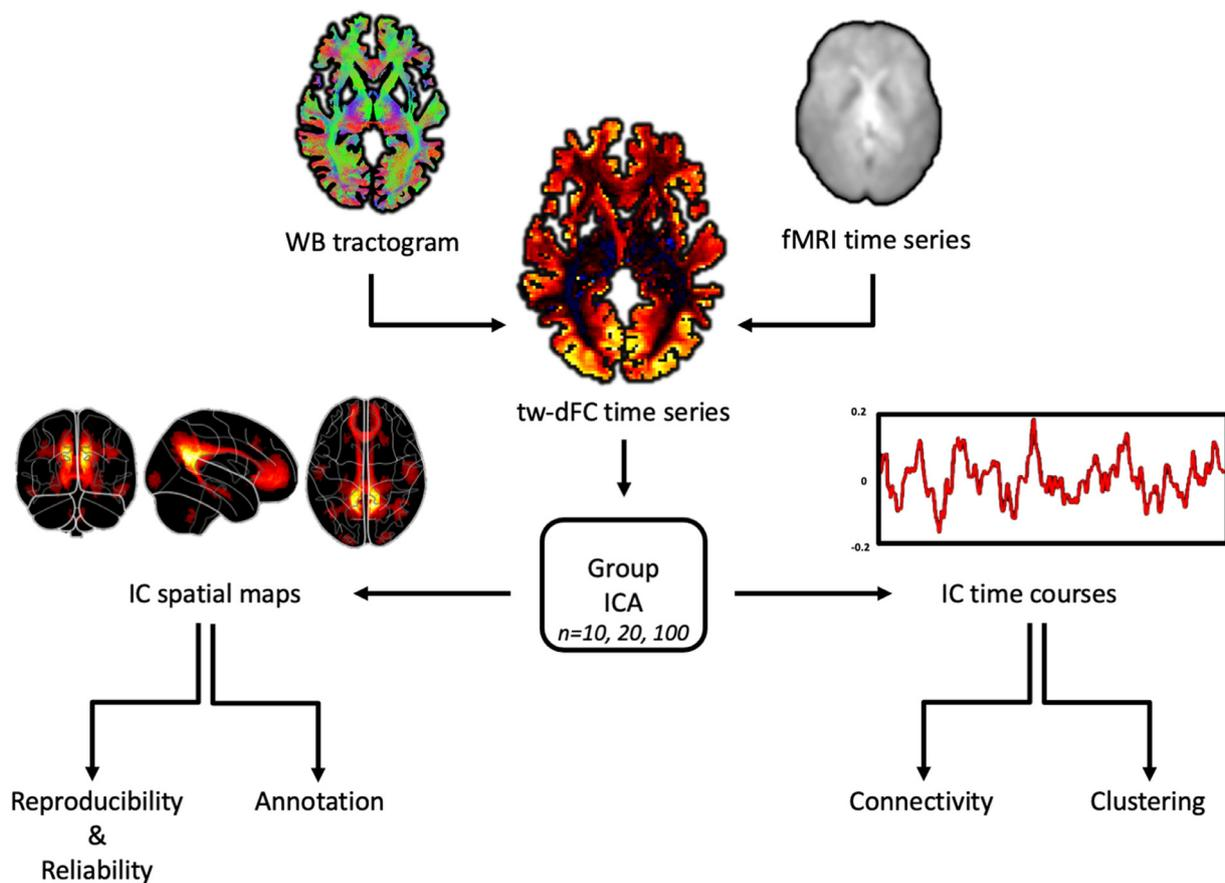 WB tractogram
fMRI time series
tw-dFC time series
0.2
0
-0.2
Group
ICA
n=10, 20, 100
IC spatial maps
IC time courses
Reproducibility
&
Reliability
Annotation
Connectivity
Clustering